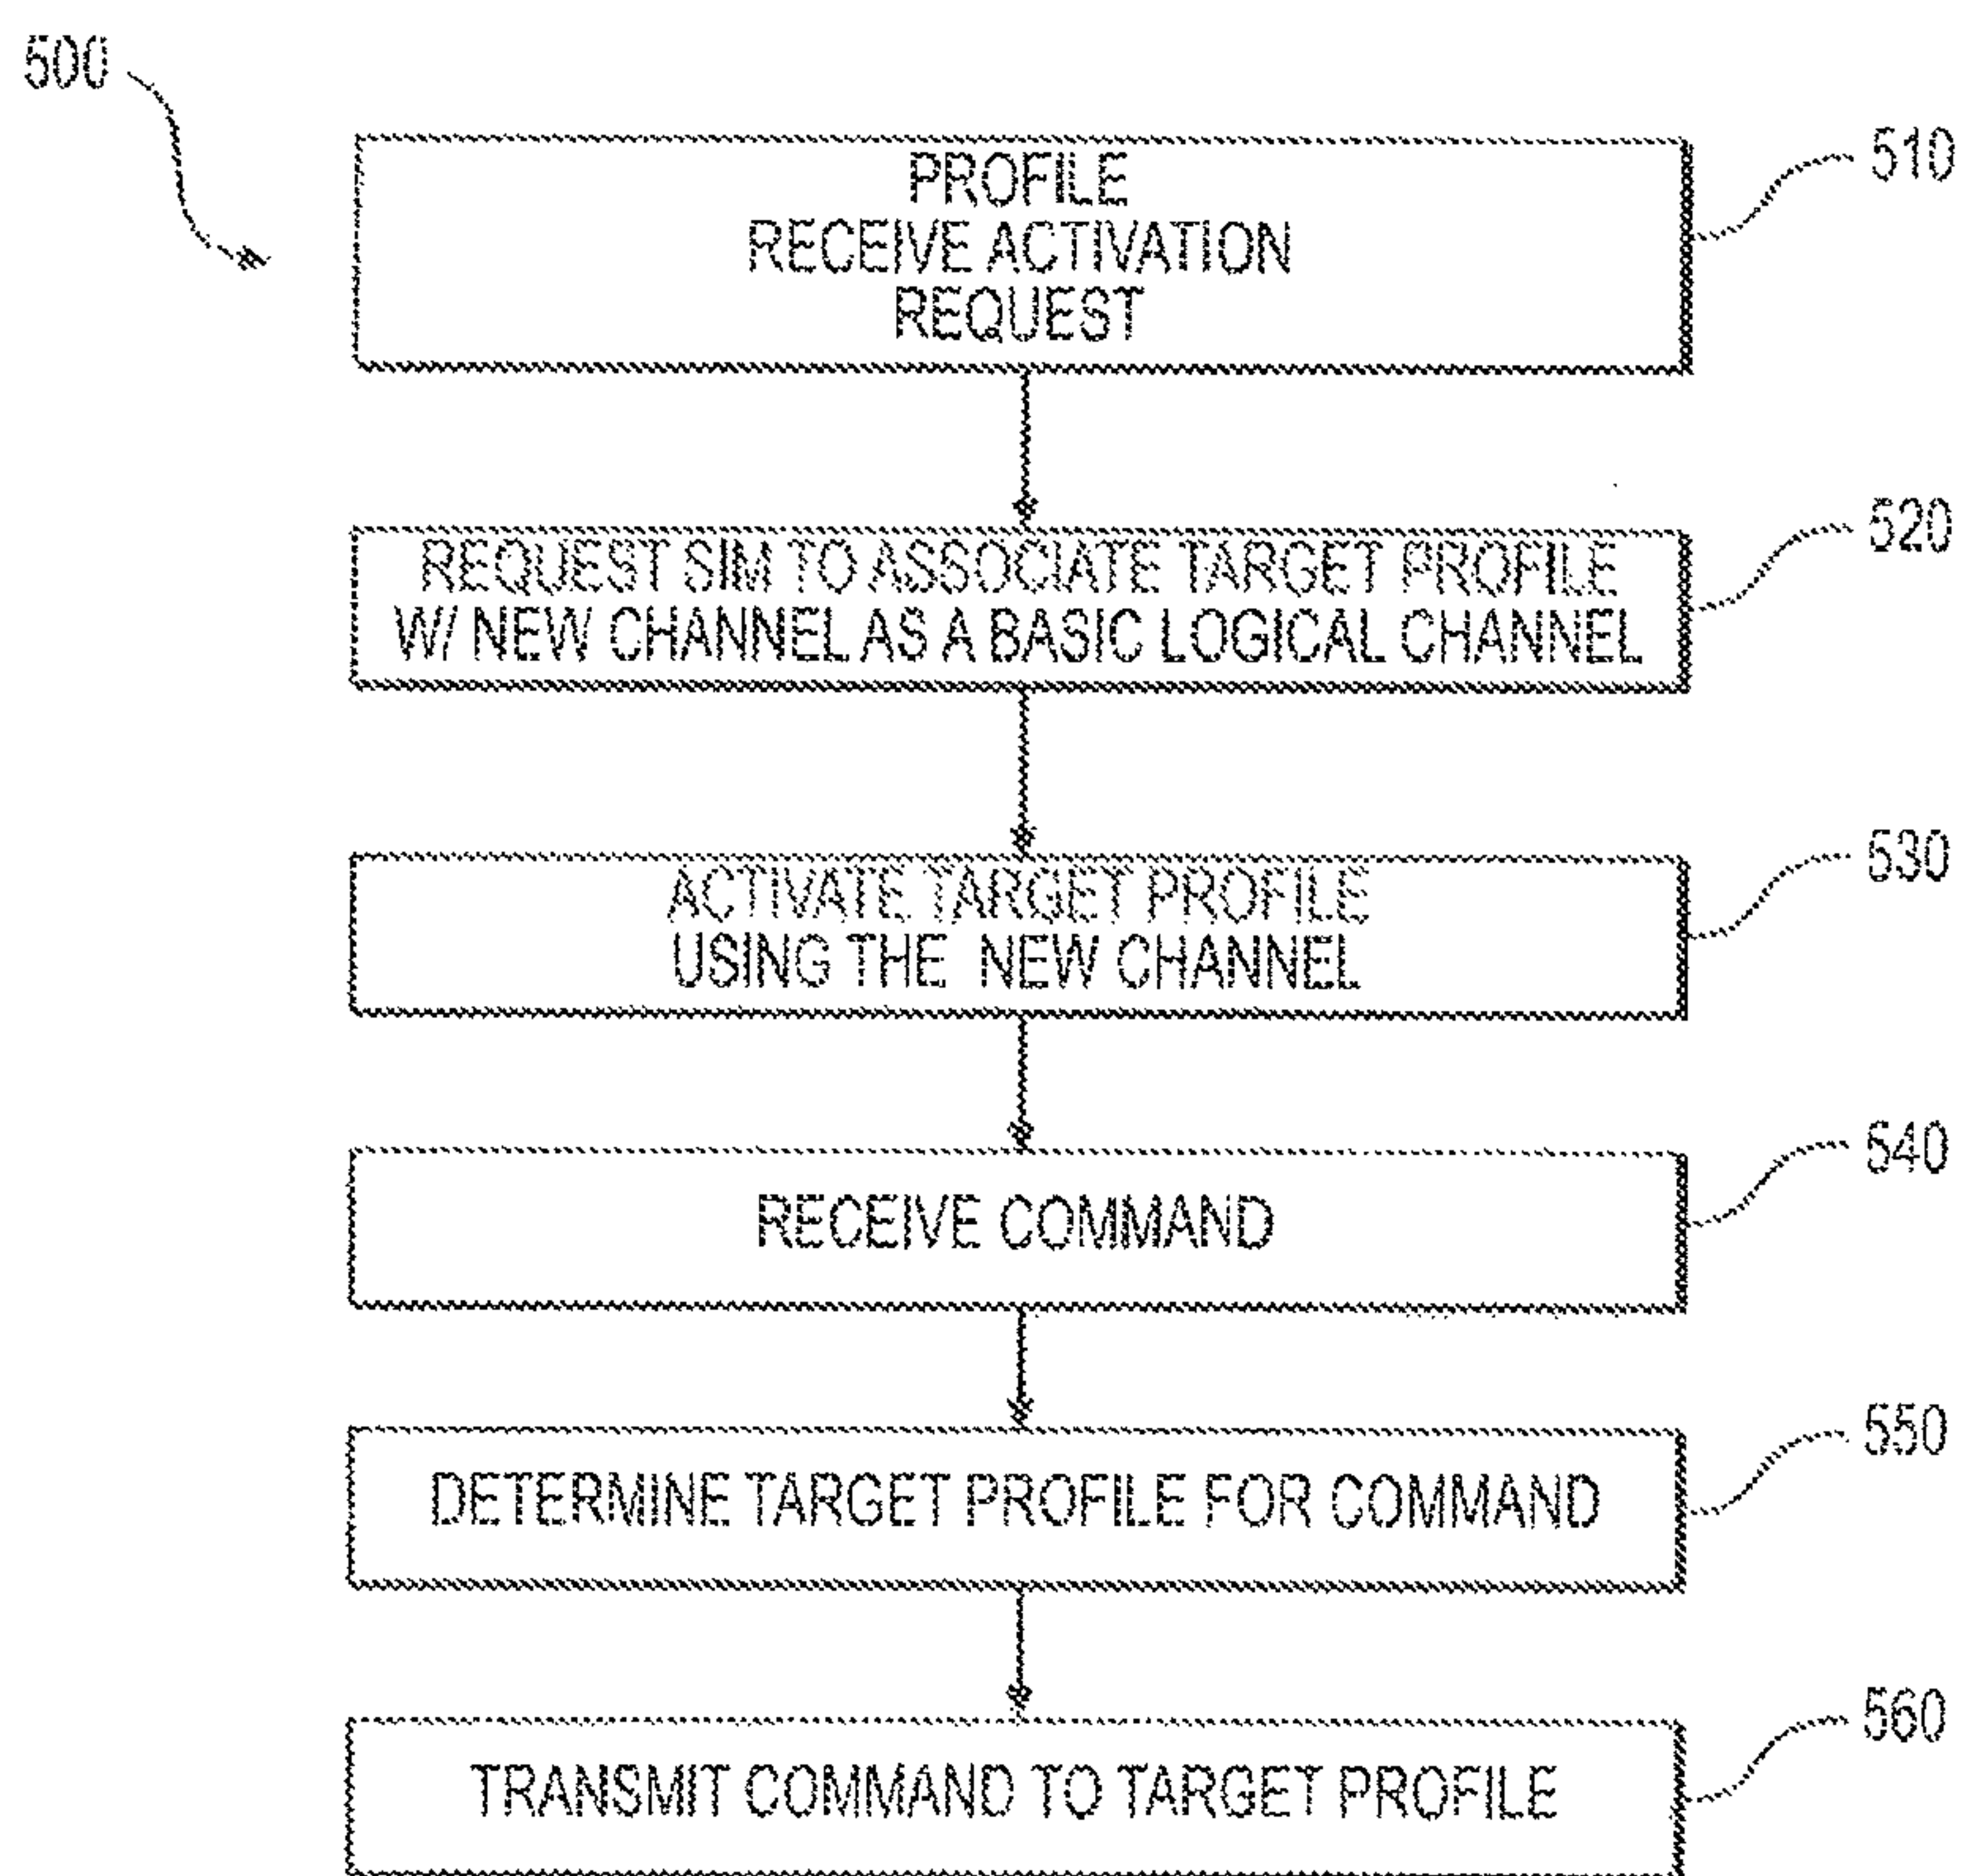 500
PROFILE
RECEIVE ACTIVATION
REQUEST
510
REQUEST SIM TO ASSOCIATE TARGET PROFILE
W/ NEW CHANNEL AS A BASIC LOGICAL CHANNEL
520
ACTIVATE TARGET PROFILE
USING THE NEW CHANNEL
530
RECEIVE COMMAND
540
DETERMINE TARGET PROFILE FOR COMMAND
550
TRANSMIT COMMAND TO TARGET PROFILE
560